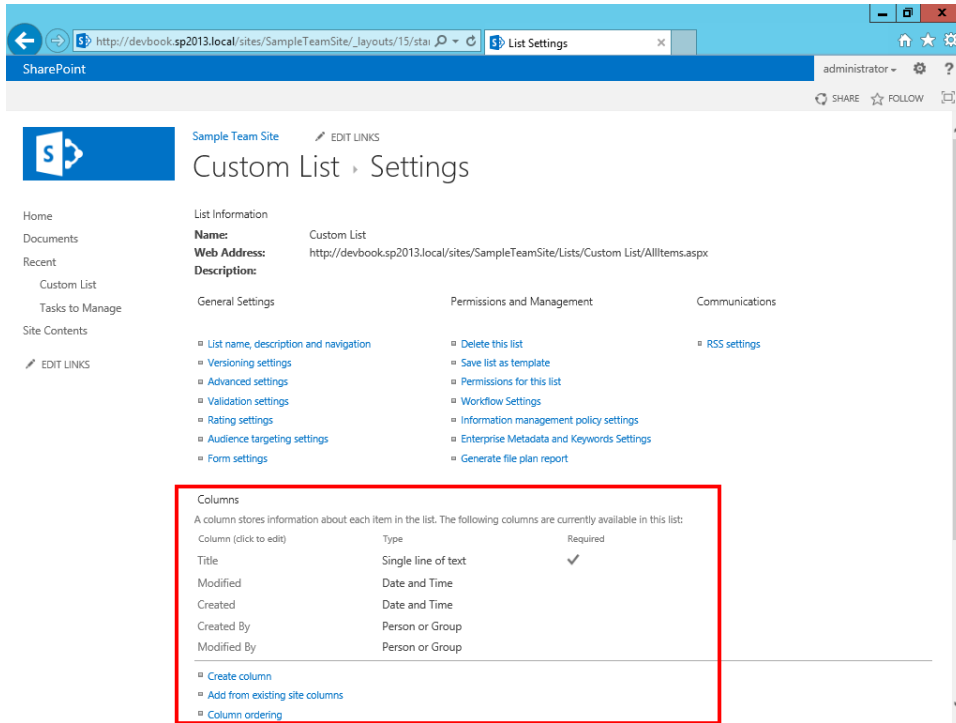 http://devbook.sp2013.local/sites/SampleTeamSite/_layouts/15/star
List Settings
SharePoint
administrator
?
SHARE
FOLLOW
S
Sample Team Site
EDIT LINKS
Custom List
Settings
Home
Documents
Recent
Custom List
Tasks to Manage
Site Contents
EDIT LINKS
List Information
Name: Custom List
Web Address: http://devbook.sp2013.local/sites/SampleTeamSite/Lists/Custom List/AllItems.aspx
Description:
General Settings
List name, description and navigation
Versioning settings
Advanced settings
Validation settings
Rating settings
Audience targeting settings
Form settings
Permissions and Management
Delete this list
Save list as template
Permissions for this list
Workflow Settings
Information management policy settings
Enterprise Metadata and Keywords Settings
Generate file plan report
Communications
RSS settings
Columns
A column stores information about each item in the list. The following columns are currently available in this list:
Column (click to edit) Type Required
Title Single line of text ✓
Modified Date and Time
Created Date and Time
Created By Person or Group
Modified By Person or Group
Create column
Add from existing site columns
Column ordering